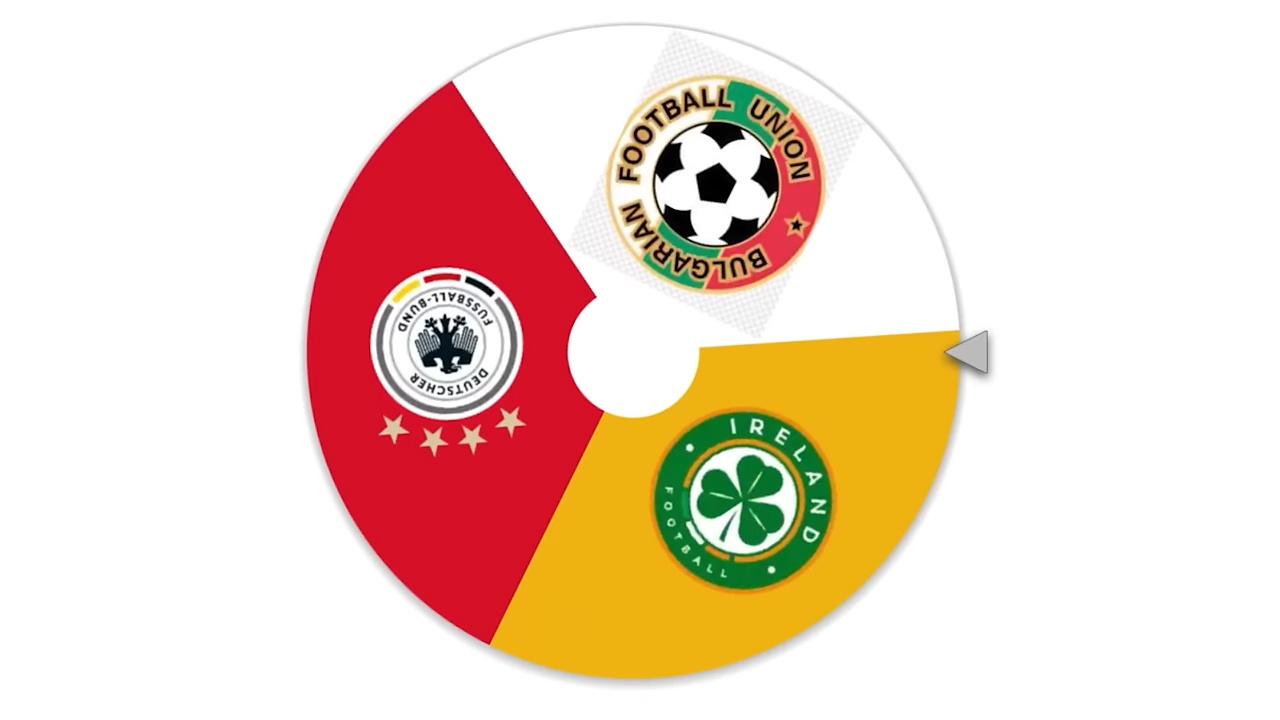 BULGARIAN FOOTBALL UNION
DEUTSCHER
FUSSBALL-BUND
IRELAND
FOOTBALL